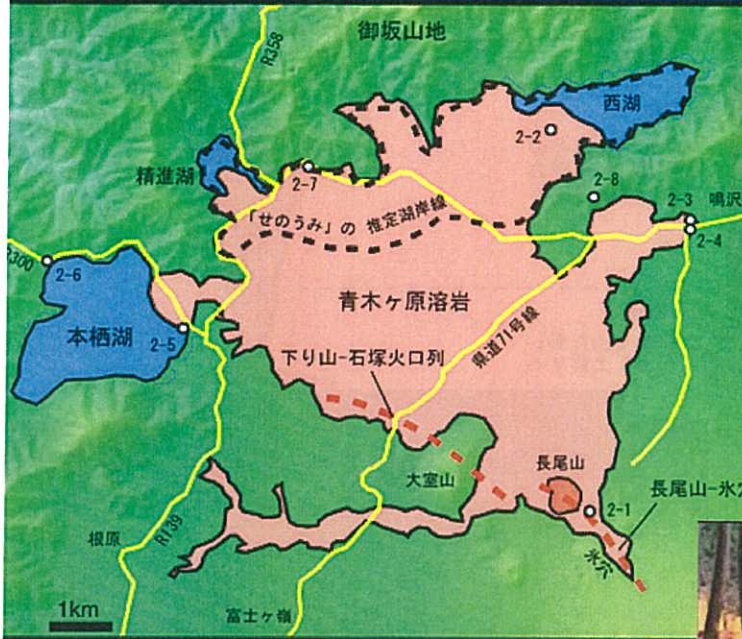 御坂山地
R358
西湖
2-2
精進湖
2-7
2-8
2-3
鳴沢
「せのうみ」の 推定湖岸線
2-4
R300
2-6
青木ヶ原溶岩
本栖湖
県道71号線
2-5
下り山-石塚火口列
長尾山
大室山
長尾山-氷穴
2-1
根原
R139
氷穴
1km
富士ヶ嶺